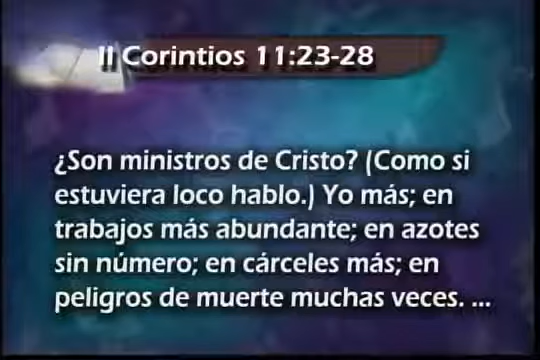 II Corintios 11:23-28
¿Son ministros de Cristo? (Como si
estuviera loco hablo.) Yo más; en
trabajos más abundante; en azotes
sin número; en cárceles más; en
peligros de muerte muchas veces. ...